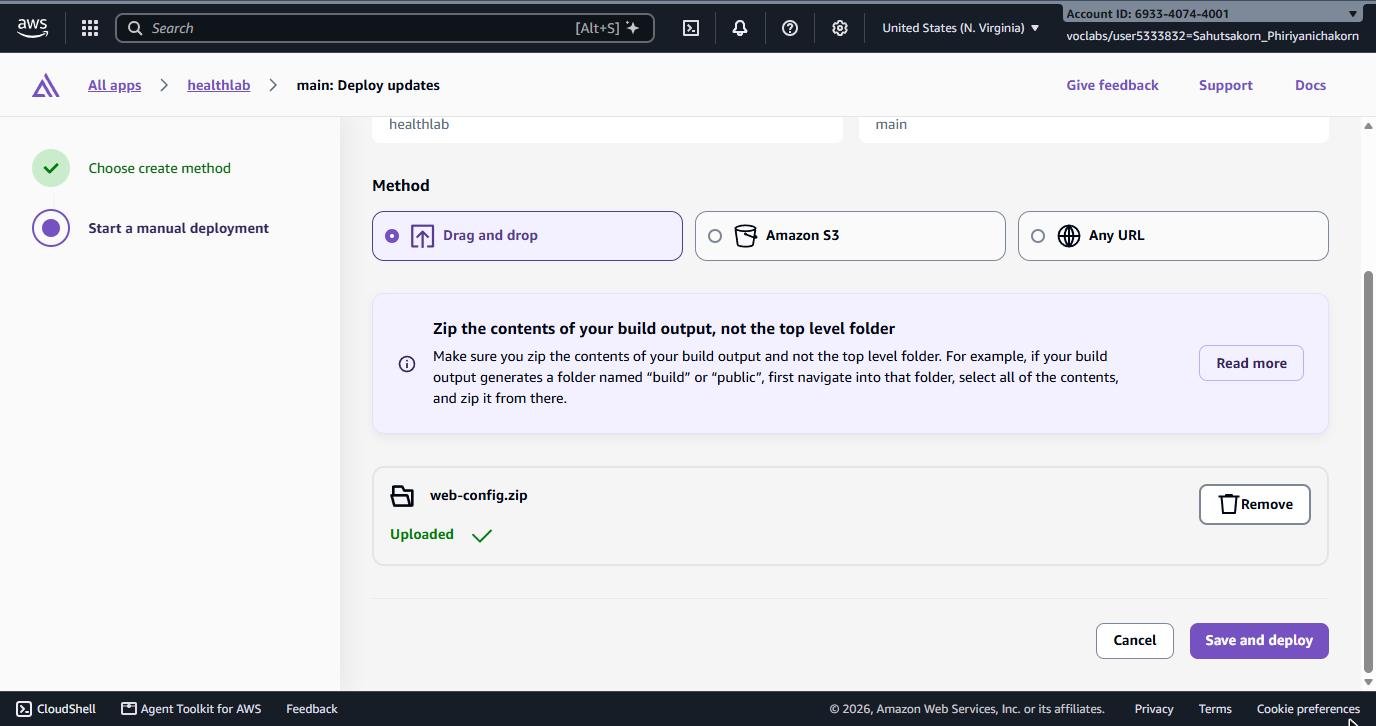 aws
Search
[Alt+S]
United States (N. Virginia)
Account ID: 6933-4074-4001
voclabs/user5333832=Sahutsakorn_Phiriyanichakorn
All apps
healthlab
main: Deploy updates
Give feedback
Support
Docs
Choose create method
Start a manual deployment
healthlab
main
Method
Drag and drop
Amazon S3
Any URL
Zip the contents of your build output, not the top level folder
Make sure you zip the contents of your build output and not the top level folder. For example, if your build
output generates a folder named “build” or “public”, first navigate into that folder, select all of the contents,
and zip it from there.
Read more
web-config.zip
Uploaded
Remove
Cancel
Save and deploy
CloudShell
Agent Toolkit for AWS
Feedback
© 2026, Amazon Web Services, Inc. or its affiliates.
Privacy
Terms
Cookie preferences